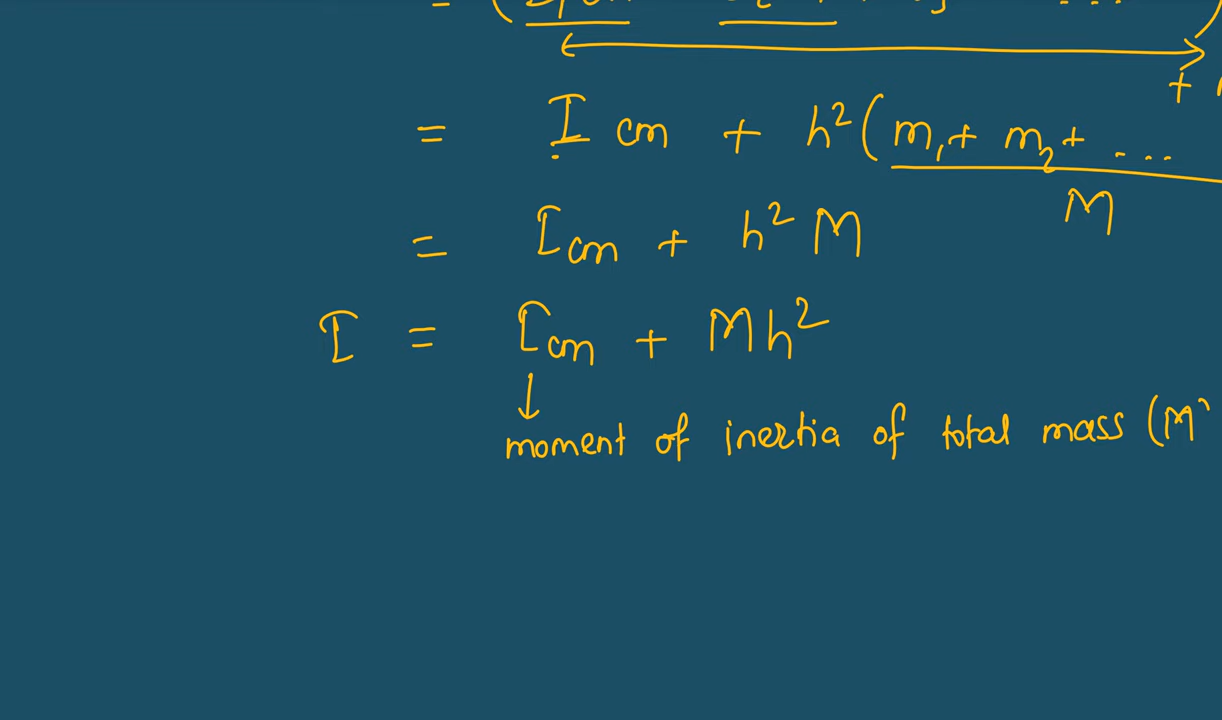 +
= I cm + h²(m₁ + m₂ + ...
M
= Icm + h² M
I = Icm + Mh²
↓
moment of inertia of total mass (M)